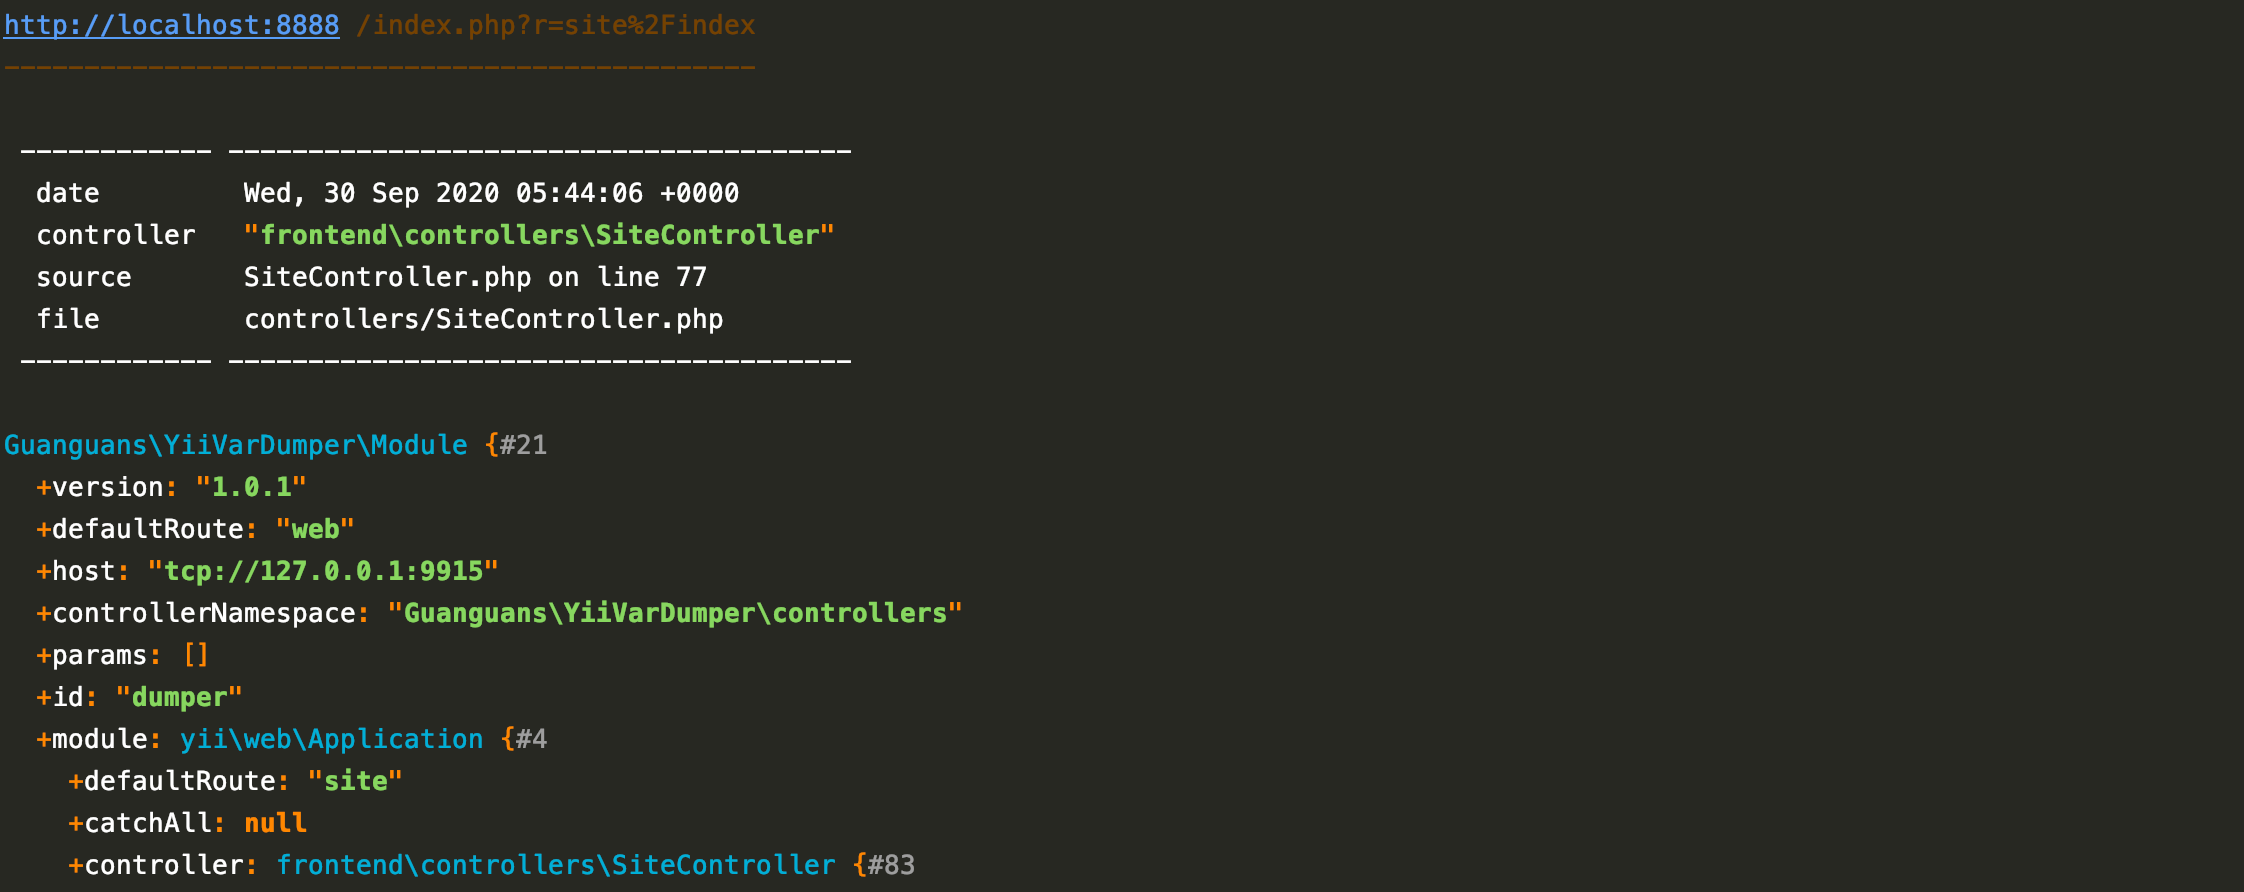 http://localhost:8888 /index.php?r=site%2Findex
-----------------------------------------------
------------ ---------------------------------------
date Wed, 30 Sep 2020 05:44:06 +0000
controller "frontend\controllers\SiteController"
source SiteController.php on line 77
file controllers/SiteController.php
------------ ---------------------------------------
Guanguans\YiiVarDumper\Module {#21
+version: "1.0.1"
+defaultRoute: "web"
+host: "tcp://127.0.0.1:9915"
+controllerNamespace: "Guanguans\YiiVarDumper\controllers"
+params: []
+id: "dumper"
+module: yii\web\Application {#4
+defaultRoute: "site"
+catchAll: null
+controller: frontend\controllers\SiteController {#83